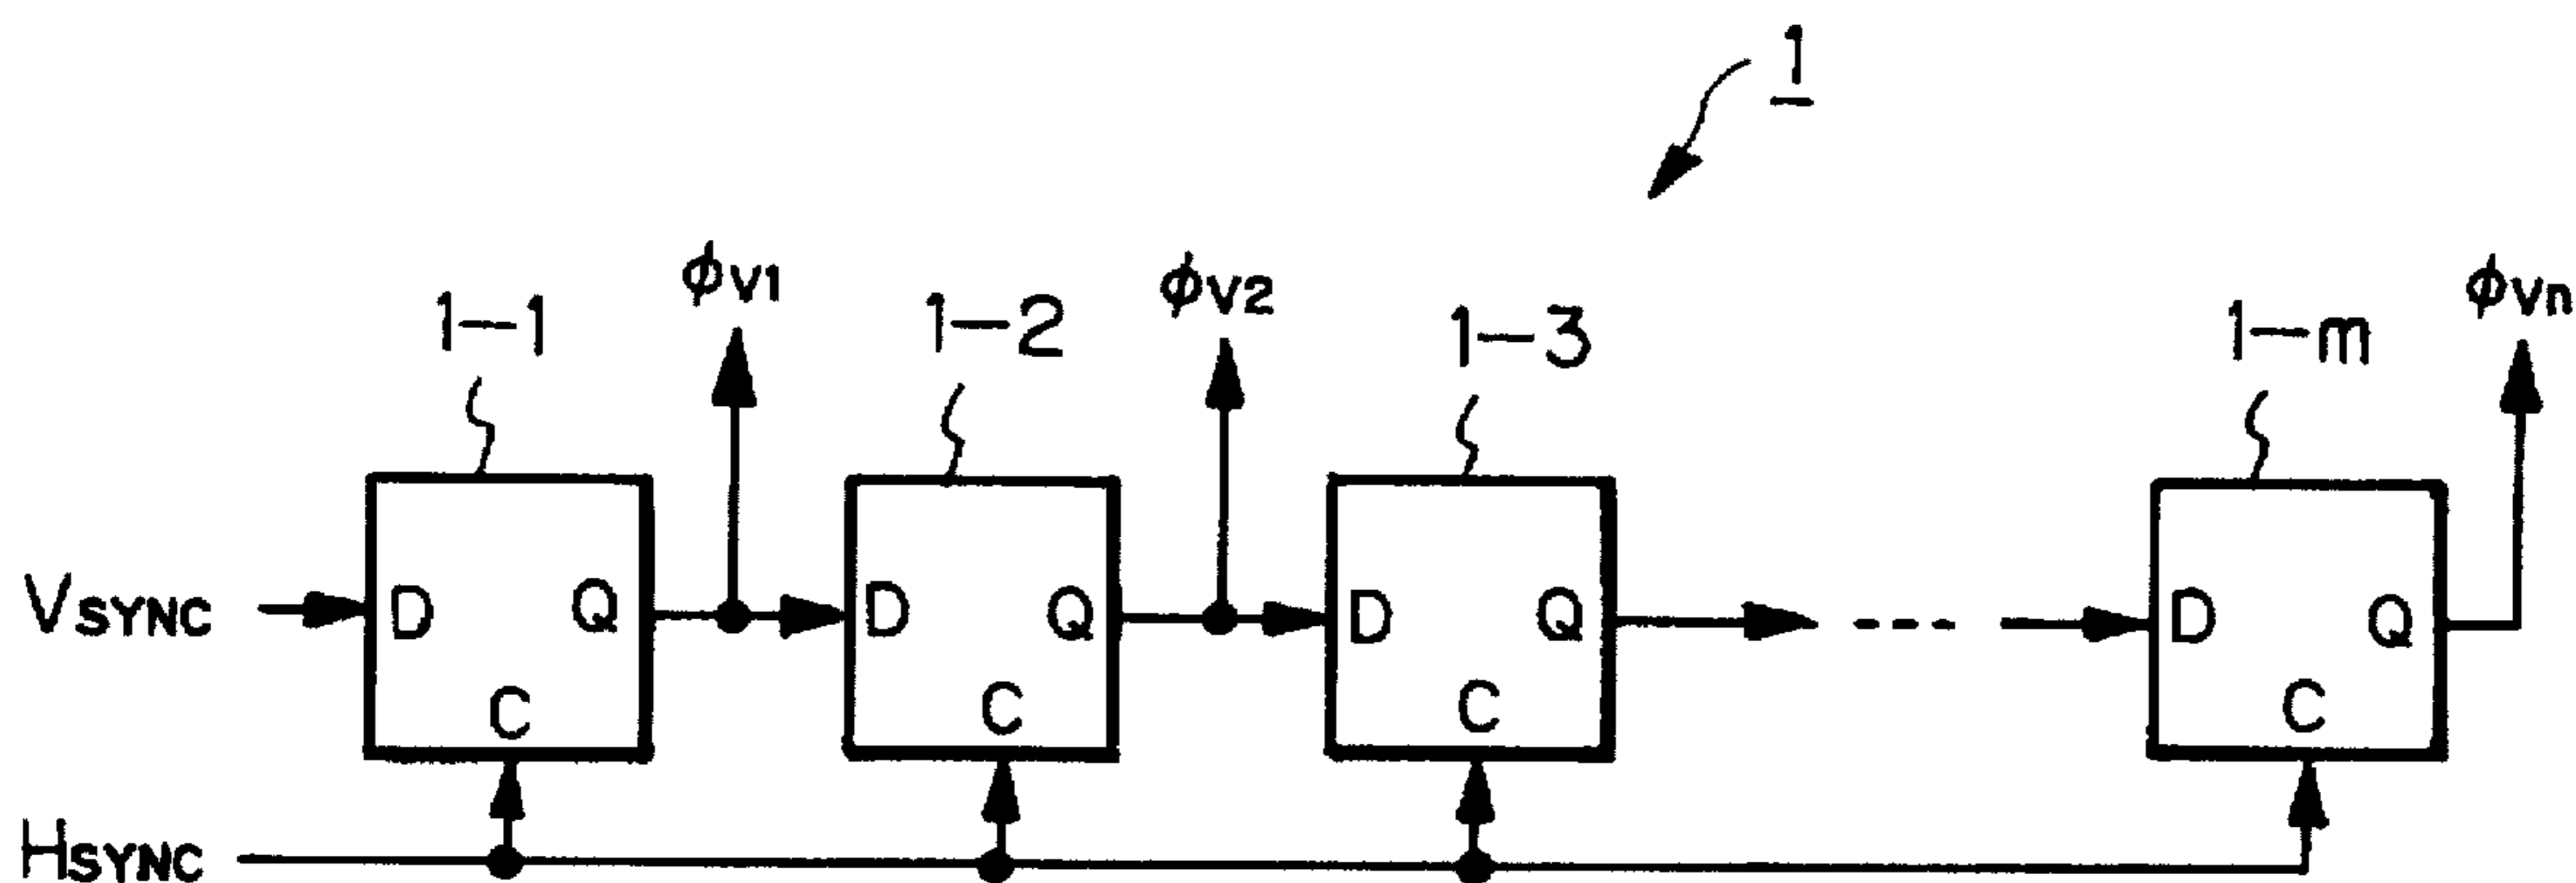 1
ϕV1
ϕV2
ϕVn
1-1
1-2
1-3
1-m
VSYNC
D
Q
C
D
Q
C
D
Q
C
D
Q
C
HSYNC
---